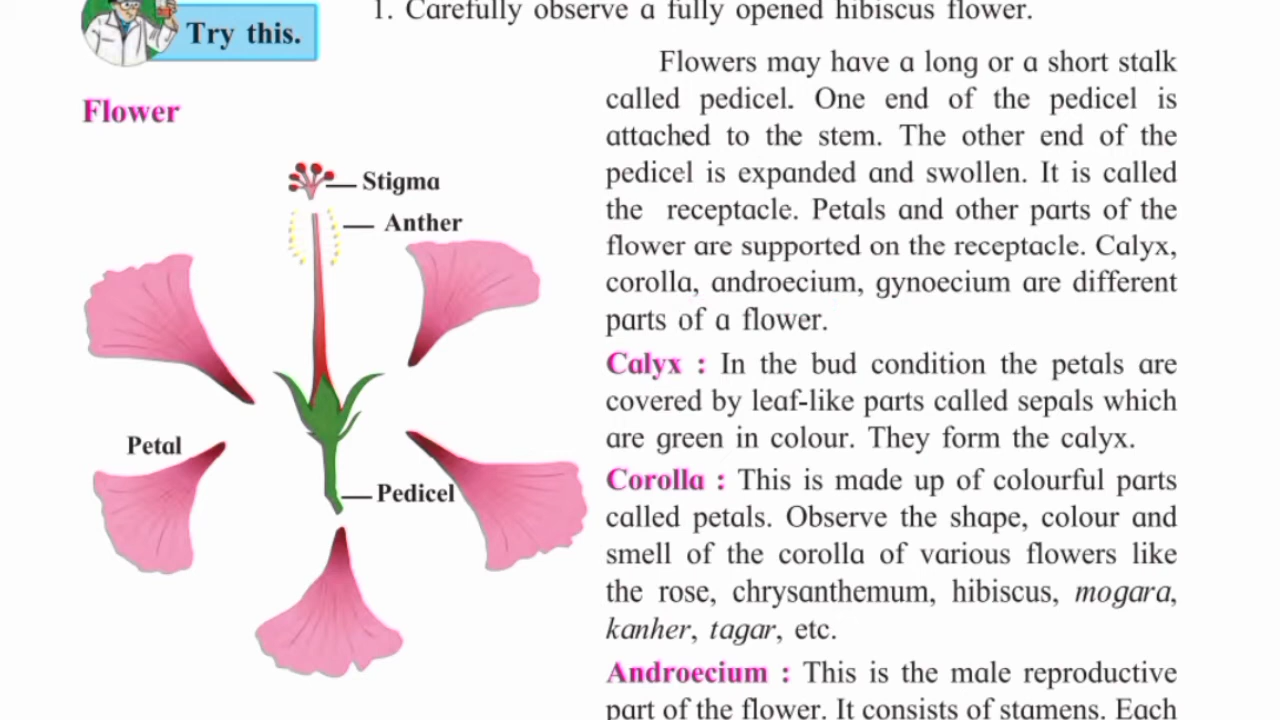 1. Carefully observe a fully opened hibiscus flower.
Try this.
Flower
Stigma
Anther
Petal
Pedicel
Flowers may have a long or a short stalk
called pedicel. One end of the pedicel is
attached to the stem. The other end of the
pedicel is expanded and swollen. It is called
the receptacle. Petals and other parts of the
flower are supported on the receptacle. Calyx,
corolla, androecium, gynoecium are different
parts of a flower.
Calyx : In the bud condition the petals are
covered by leaf-like parts called sepals which
are green in colour. They form the calyx.
Corolla : This is made up of colourful parts
called petals. Observe the shape, colour and
smell of the corolla of various flowers like
the rose, chrysanthemum, hibiscus, mogara,
kanher, tagar, etc.
Androecium : This is the male reproductive
part of the flower. It consists of stamens. Each